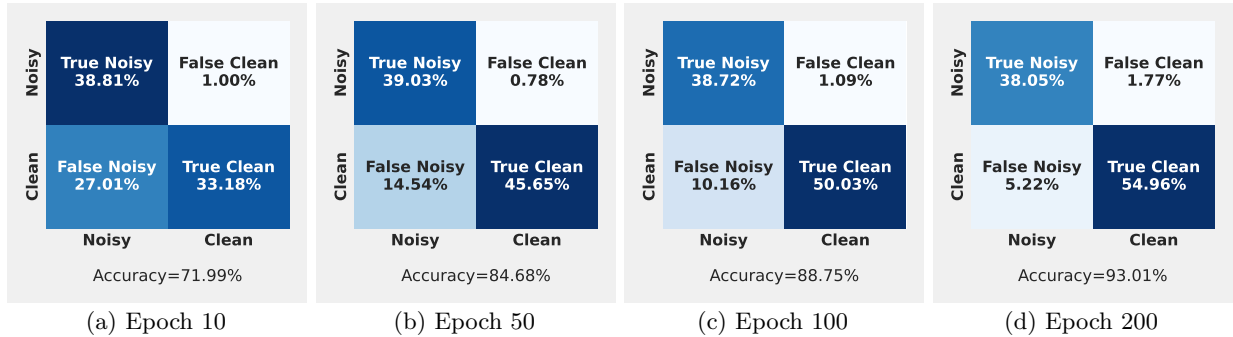 Noisy
True Noisy
38.81%
False Clean
1.00%
Clean
False Noisy
27.01%
True Clean
33.18%
Noisy
Clean
Accuracy=71.99%
(a) Epoch 10
Noisy
True Noisy
39.03%
False Clean
0.78%
Clean
False Noisy
14.54%
True Clean
45.65%
Noisy
Clean
Accuracy=84.68%
(b) Epoch 50
Noisy
True Noisy
38.72%
False Clean
1.09%
Clean
False Noisy
10.16%
True Clean
50.03%
Noisy
Clean
Accuracy=88.75%
(c) Epoch 100
Noisy
True Noisy
38.05%
False Clean
1.77%
Clean
False Noisy
5.22%
True Clean
54.96%
Noisy
Clean
Accuracy=93.01%
(d) Epoch 200